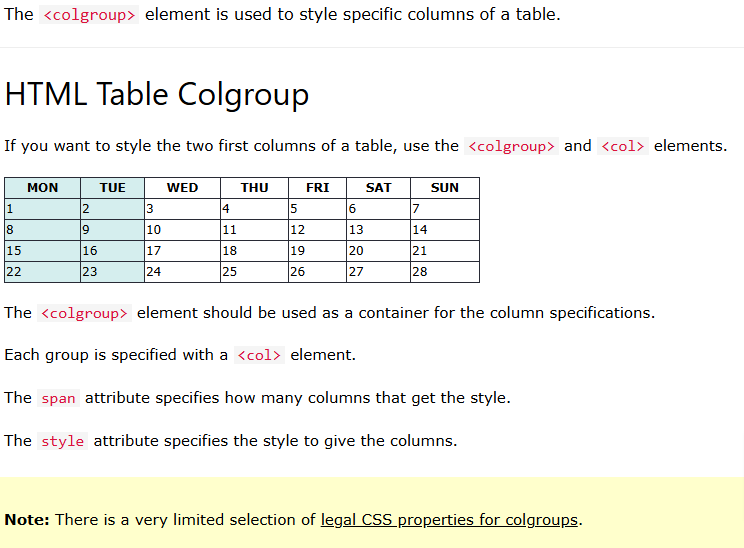 The <colgroup> element is used to style specific columns of a table.
HTML Table Colgroup
If you want to style the two first columns of a table, use the <colgroup> and <col> elements.
MON TUE WED THU FRI SAT SUN
1 2 3 4 5 6 7
8 9 10 11 12 13 14
15 16 17 18 19 20 21
22 23 24 25 26 27 28
The <colgroup> element should be used as a container for the column specifications.
Each group is specified with a <col> element.
The span attribute specifies how many columns that get the style.
The style attribute specifies the style to give the columns.
Note: There is a very limited selection of legal CSS properties for colgroups.